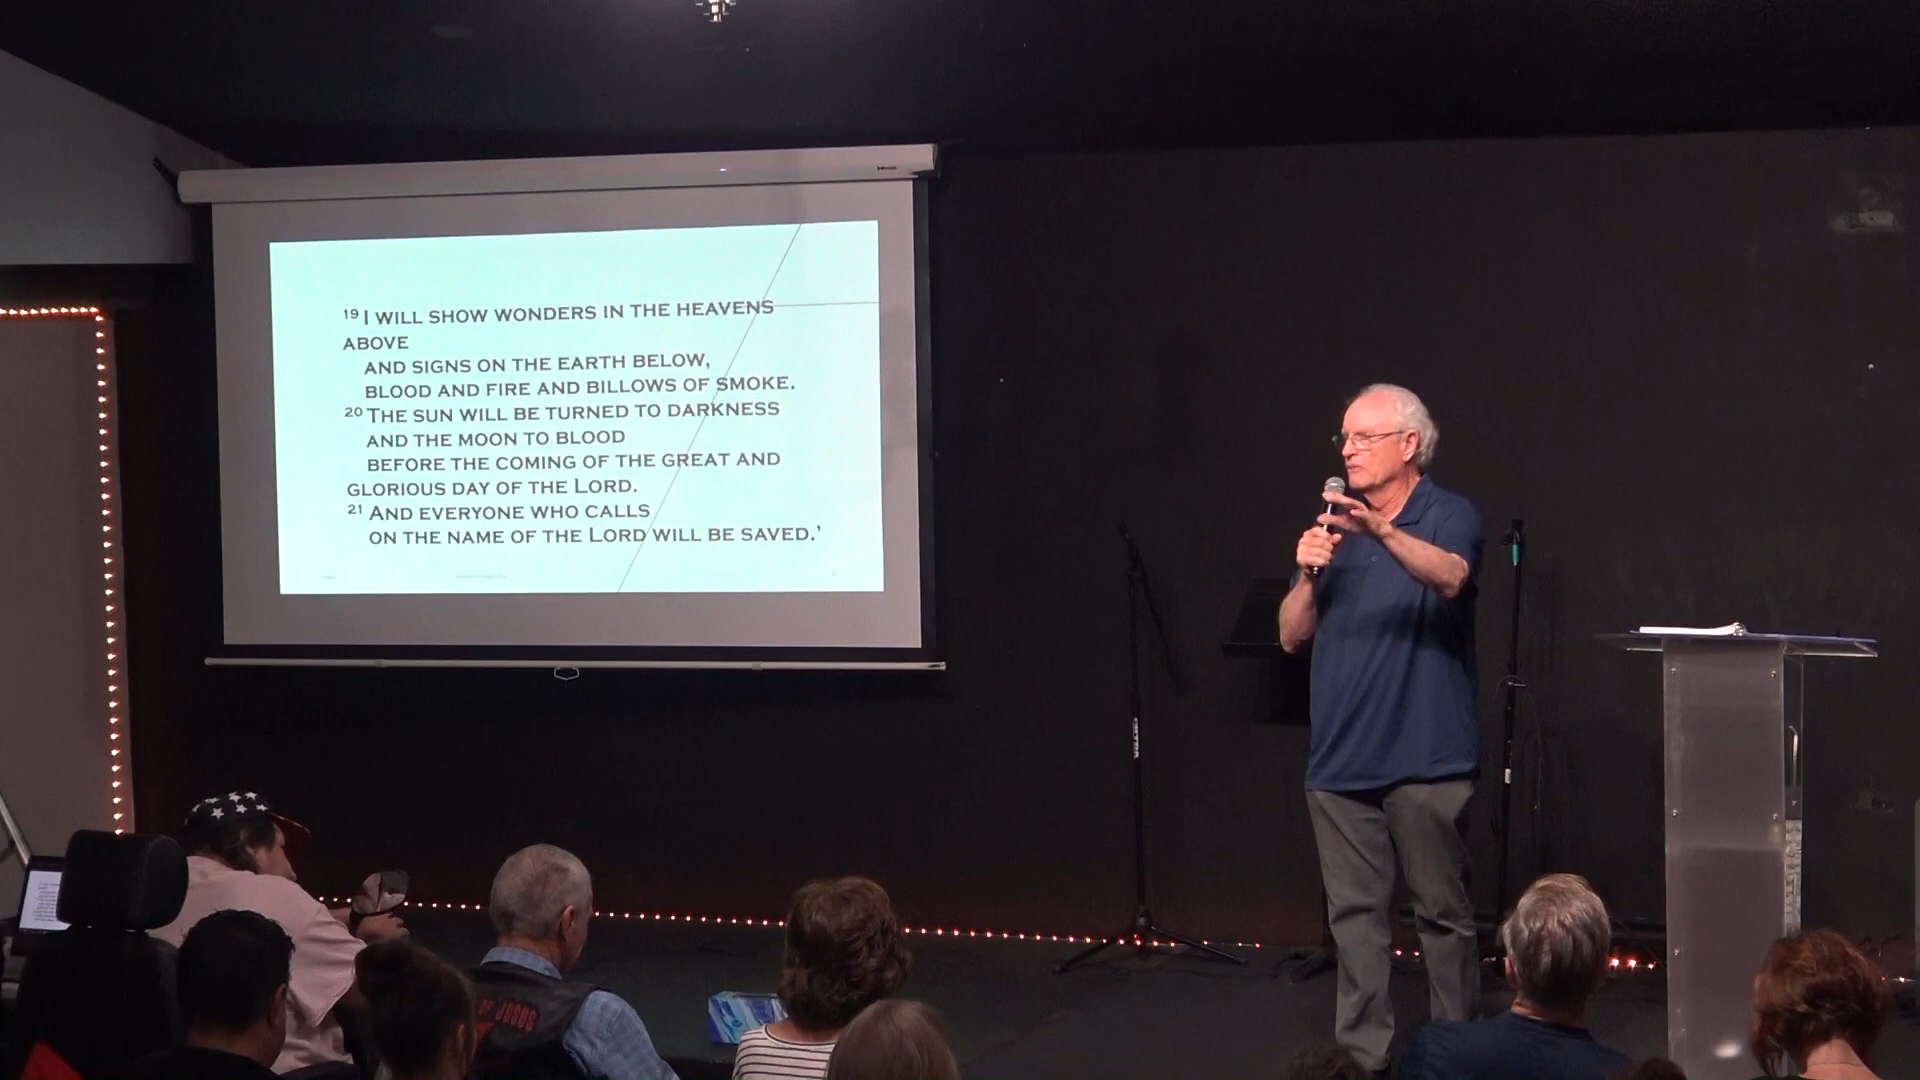 19 I WILL SHOW WONDERS IN THE HEAVENS
ABOVE
AND SIGNS ON THE EARTH BELOW,
BLOOD AND FIRE AND BILLOWS OF SMOKE.
20 THE SUN WILL BE TURNED TO DARKNESS
AND THE MOON TO BLOOD
BEFORE THE COMING OF THE GREAT AND
GLORIOUS DAY OF THE LORD.
21 AND EVERYONE WHO CALLS
ON THE NAME OF THE LORD WILL BE SAVED.’
OF JESUS